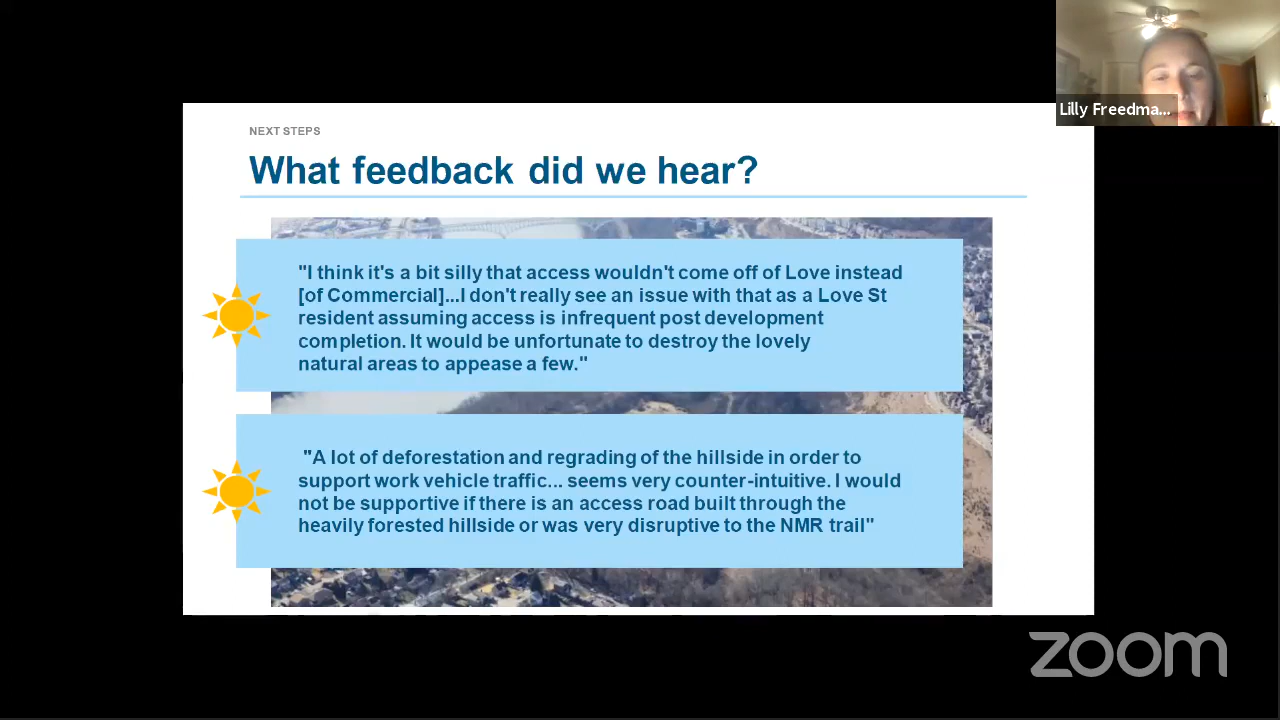 Lilly Freedma...
NEXT STEPS
What feedback did we hear?
"I think it's a bit silly that access wouldn't come off of Love instead
[of Commercial]...I don't really see an issue with that as a Love St
resident assuming access is infrequent post development
completion. It would be unfortunate to destroy the lovely
natural areas to appease a few."
"A lot of deforestation and regrading of the hillside in order to
support work vehicle traffic... seems very counter-intuitive. I would
not be supportive if there is an access road built through the
heavily forested hillside or was very disruptive to the NMR trail"
zoom